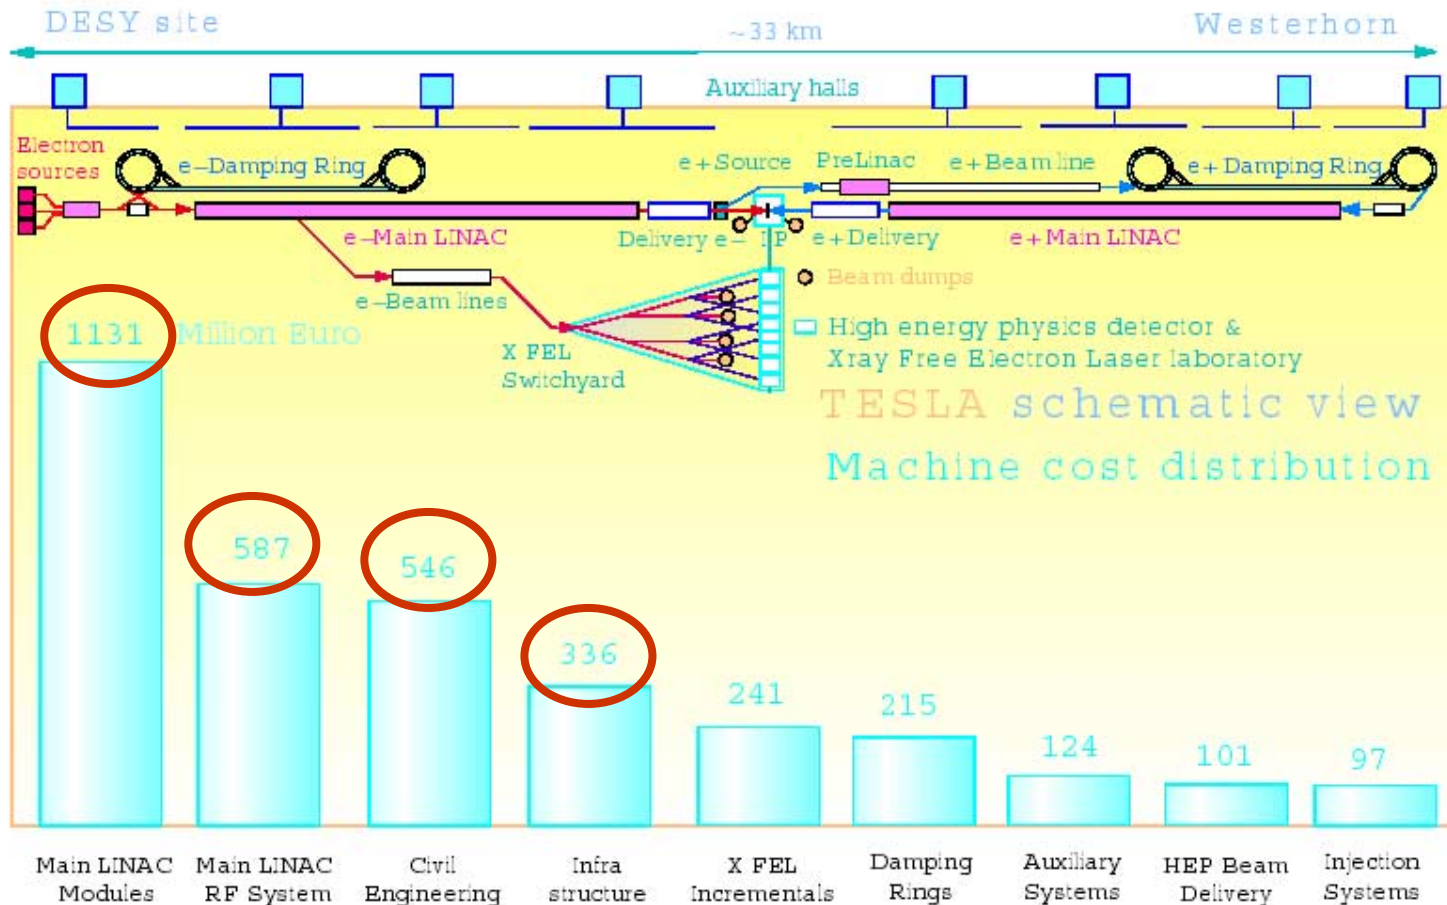 DESY site
~33 km
Westerhorn
Auxiliary halls
Electron
sources
e-Damping Ring
e+Source
PreLinac
e+Beam line
e+Damping Ring
e-Main LINAC
Delivery e-
IP
e+Delivery
e+Main LINAC
e-Beam lines
Beam dumps
X FEL
Switchyard
High energy physics detector &
Xray Free Electron Laser laboratory
TESLA schematic view
Machine cost distribution
1131 Million Euro
587
546
336
241
215
124
101
97
Main LINAC
Modules
Main LINAC
RF System
Civil
Engineering
Infra
structure
X FEL
Incrementals
Damping
Rings
Auxiliary
Systems
HEP Beam
Delivery
Injection
Systems